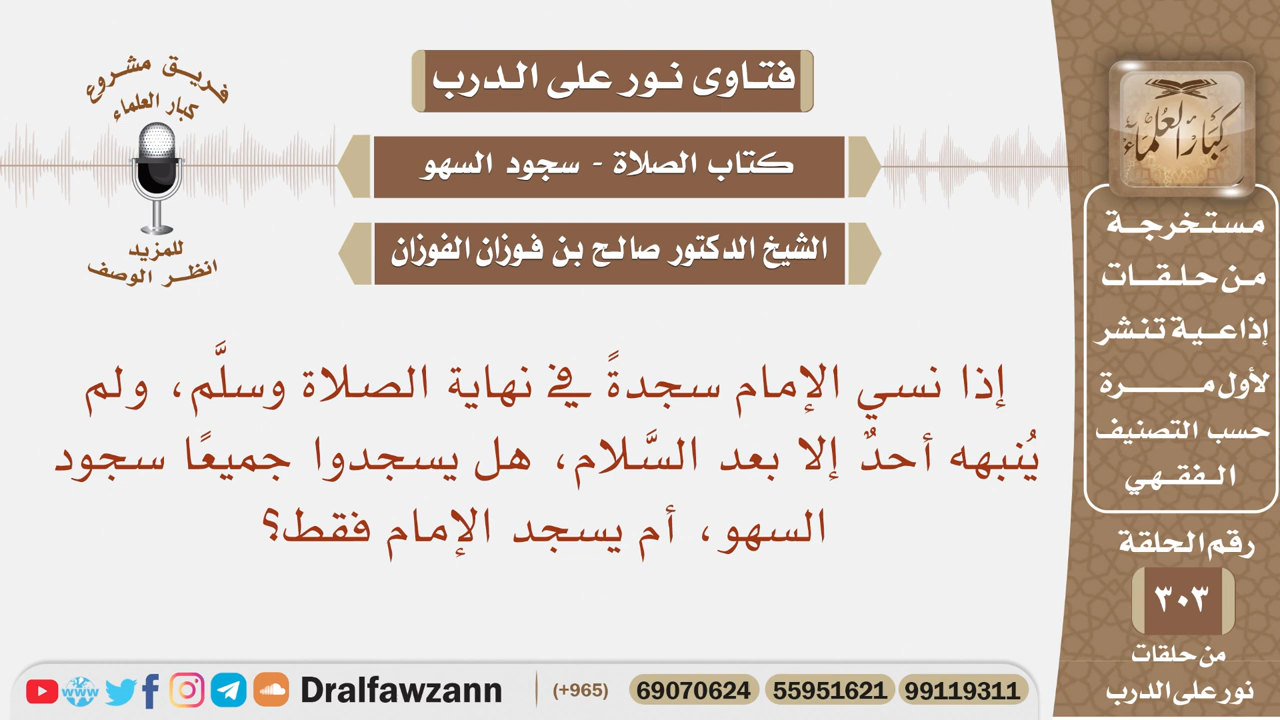 فتاوى نور على الدرب
كتاب الصلاة - سجود السهو
الشيخ الدكتور صالح بن فوزان الفوزان
فريق مشروع
كبار العلماء
للمزيد
انظر الوصف
إذا نسي الإمام سجدةً في نهاية الصلاة وسلَّم، ولم
يُنبهه أحدٌ إلا بعد السَّلام، هل يسجدوا جميعًا سجود
السهو، أم يسجد الإمام فقط؟
كبار العلماء
مستخرجة
من حلقات
إذاعية تنشر
لأول مرة
حسب التصنيف
الفقهي
رقم الحلقة
٣٠٣
من حلقات
نور على الدرب
www Dralfawzann (+965) 69070624 55951621 99119311